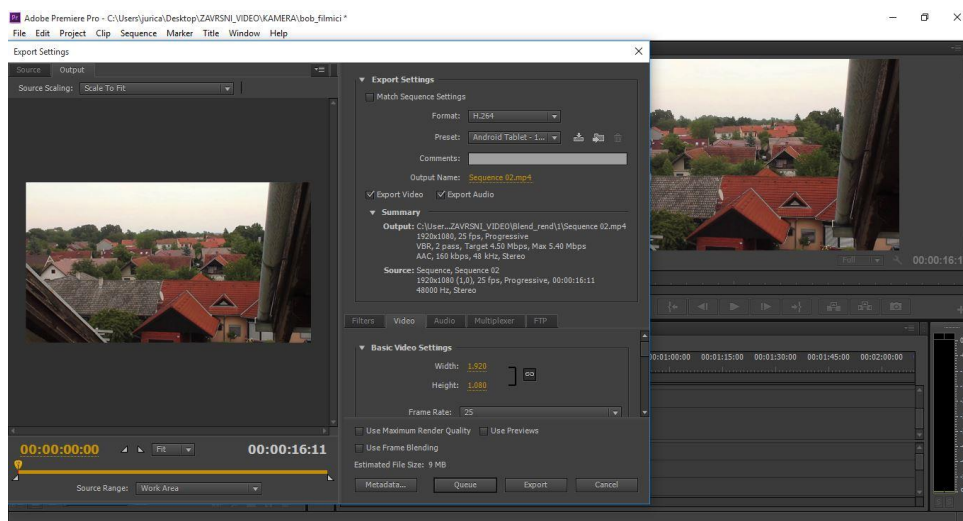 Adobe Premiere Pro - C:\Users\jurica\Desktop\ZAVRSNI_VIDEO\KAMERA\bob_filmici *
File Edit Project Clip Sequence Marker Title Window Help
Export Settings
Source Output
Source Scaling: Scale To Fit
Export Settings
Match Sequence Settings
Format: H.264
Preset: Android Tablet - 1...
Comments:
Output Name: Sequence 02.mp4
Export Video Export Audio
Summary
Output: C:\User...ZAVRSNI_VIDEO\Blend_rend\1\Sequence 02.mp4
1920x1080, 25 fps, Progressive
VBR, 2 pass, Target 4.50 Mbps, Max 5.40 Mbps
AAC, 160 kbps, 48 kHz, Stereo
Source: Sequence, Sequence 02
1920x1080 (1,0), 25 fps, Progressive, 00:00:16:11
48000 Hz, Stereo
Filters Video Audio Multiplexer FTP
Basic Video Settings
Width: 1.920
Height: 1.080
Frame Rate: 25
Use Maximum Render Quality Use Previews
Use Frame Blending
Estimated File Size: 9 MB
Metadata... Queue Export Cancel
00:00:00:00 Fit 00:00:16:11
Source Range: Work Area
Full 00:00:16:1
00:01:00:00 00:01:15:00 00:01:30:00 00:01:45:00 00:02:00:00